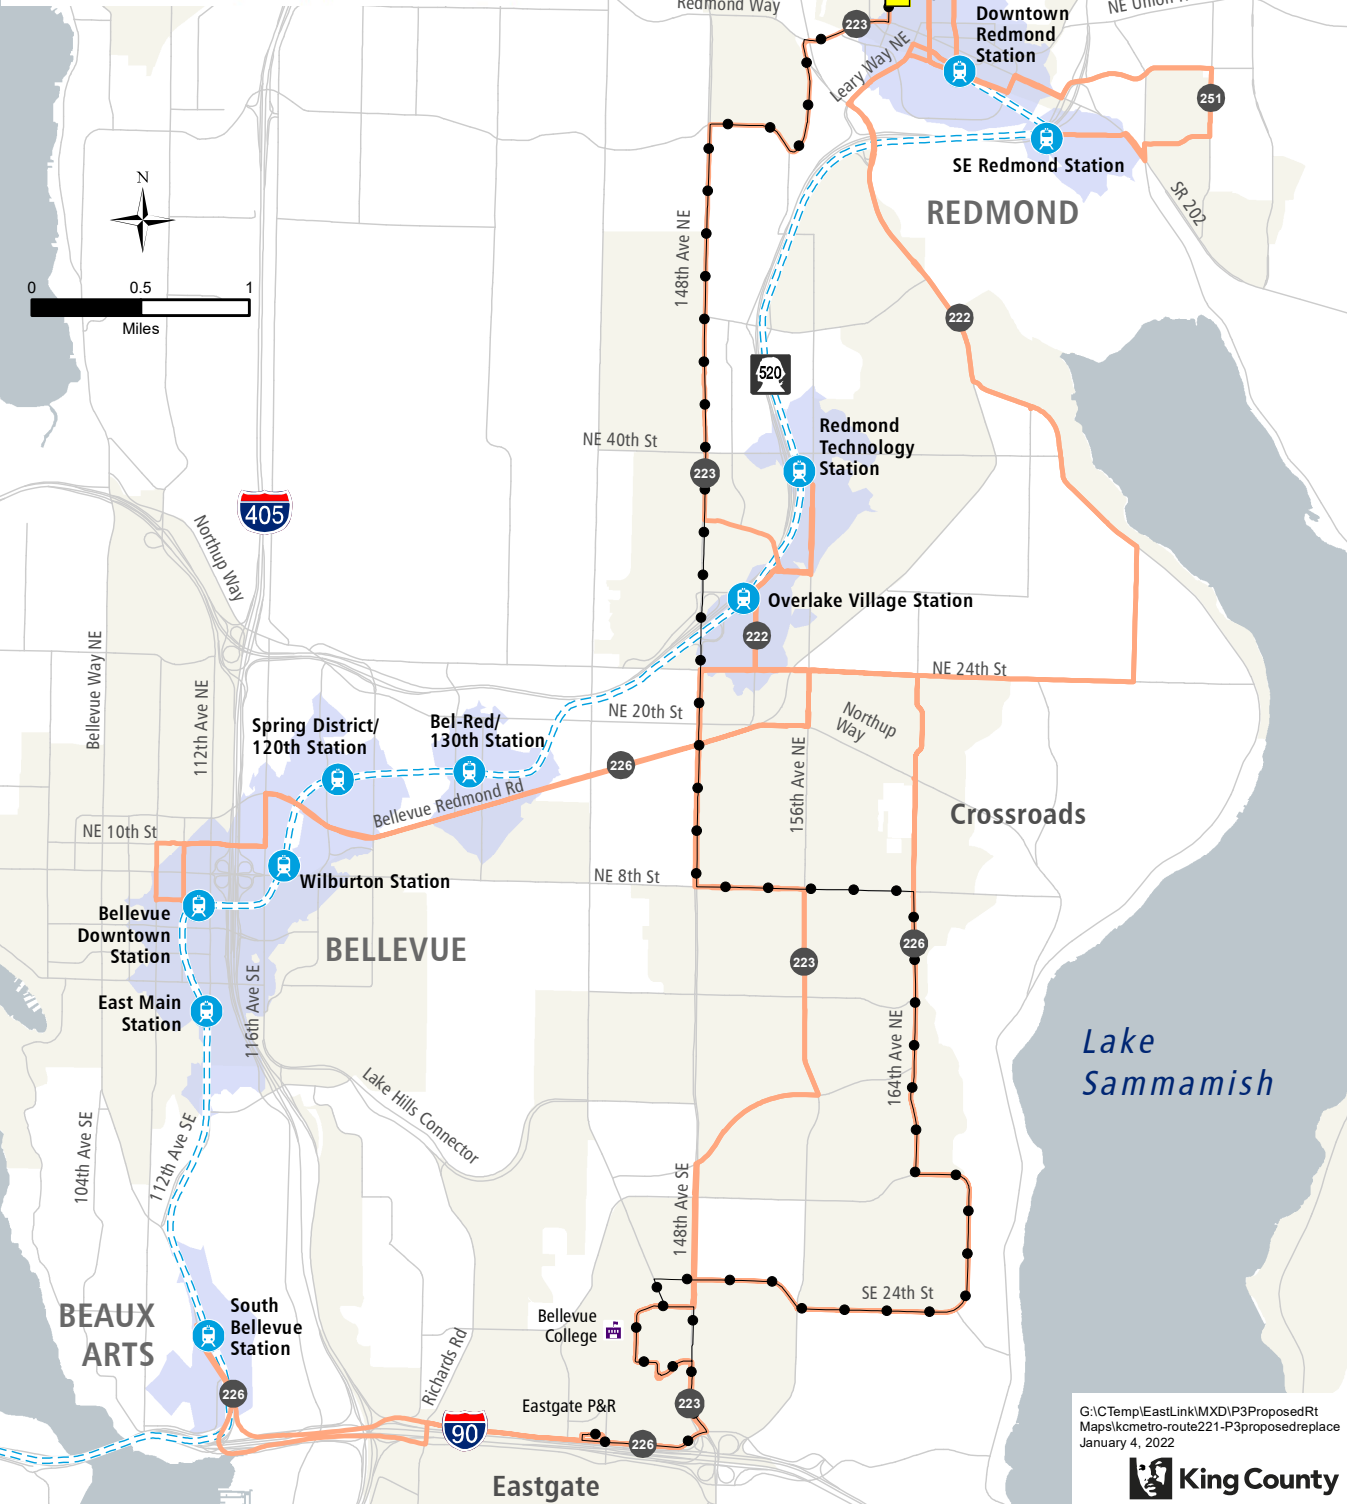 Redmond Way
223
Downtown
Redmond
Station
NE Union
Leary Way NE
251
SE Redmond Station
REDMOND
SR 202
N
0 0.5 1
Miles
148th Ave NE
222
520
Redmond
Technology
Station
NE 40th St
223
405
Northup Way
Overlake Village Station
222
Bellevue Way NE
112th Ave NE
NE 24th St
NE 20th St
Northup
Way
Spring District/
120th Station
Bel-Red/
130th Station
226
156th Ave NE
Bellevue Redmond Rd
Crossroads
NE 10th St
NE 8th St
Wilburton Station
Bellevue
Downtown
Station
BELLEVUE
226
223
East Main
Station
116th Ave SE
164th Ave NE
Lake
Sammamish
Lake Hills Connector
104th Ave SE
112th Ave SE
148th Ave SE
SE 24th St
BEAUX
ARTS
South
Bellevue
Station
Bellevue
College
Richards Rd
226
Eastgate P&R
223
90
226
Eastgate
G:\CTemp\EastLink\MXD\P3ProposedRt
Maps\kcmetro-route221-P3proposedreplace
January 4, 2022
King County